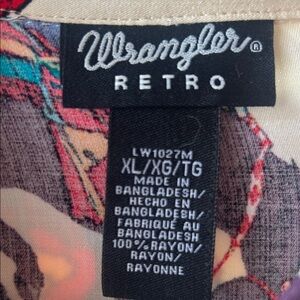 Wrangler®
RETRO
LW1027M
XL/XG/TG
MADE IN
BANGLADESH/
HECHO EN
BANGLADESH/
FABRIQUÉ AU
BANGLADESH
100% RAYON/
RAYON/
RAYONNE